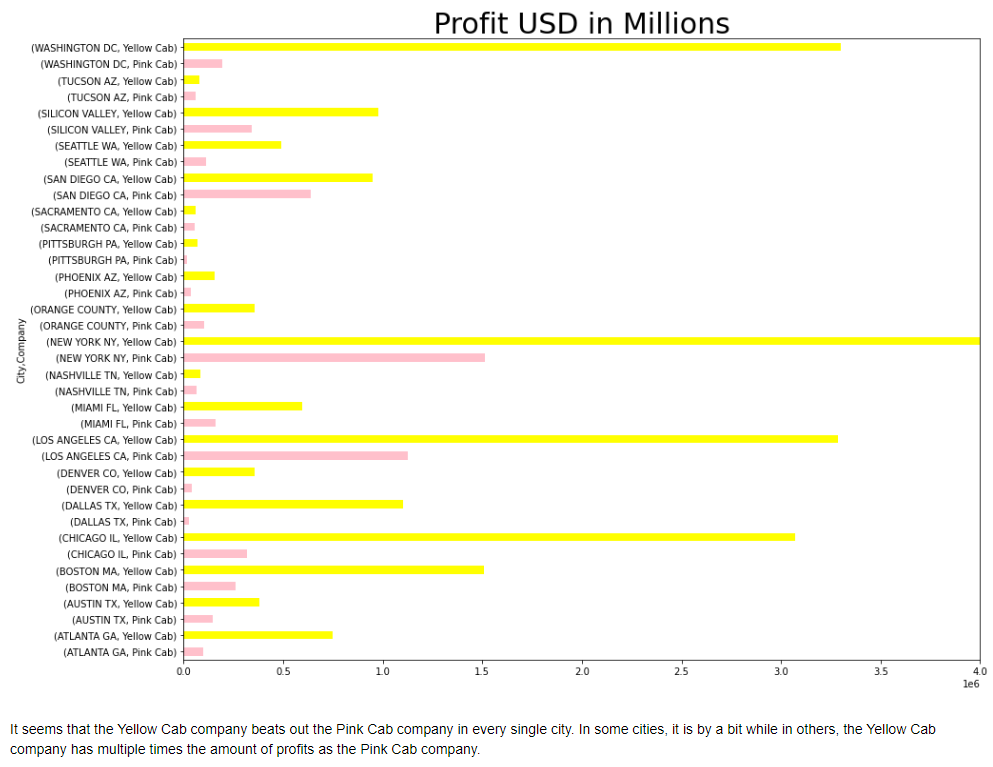 Profit USD in Millions
(WASHINGTON DC, Yellow Cab)
(WASHINGTON DC, Pink Cab)
(TUCSON AZ, Yellow Cab)
(TUCSON AZ, Pink Cab)
(SILICON VALLEY, Yellow Cab)
(SILICON VALLEY, Pink Cab)
(SEATTLE WA, Yellow Cab)
(SEATTLE WA, Pink Cab)
(SAN DIEGO CA, Yellow Cab)
(SAN DIEGO CA, Pink Cab)
(SACRAMENTO CA, Yellow Cab)
(SACRAMENTO CA, Pink Cab)
(PITTSBURGH PA, Yellow Cab)
(PITTSBURGH PA, Pink Cab)
(PHOENIX AZ, Yellow Cab)
(PHOENIX AZ, Pink Cab)
(ORANGE COUNTY, Yellow Cab)
(ORANGE COUNTY, Pink Cab)
(NEW YORK NY, Yellow Cab)
(NEW YORK NY, Pink Cab)
(NASHVILLE TN, Yellow Cab)
(NASHVILLE TN, Pink Cab)
(MIAMI FL, Yellow Cab)
(MIAMI FL, Pink Cab)
(LOS ANGELES CA, Yellow Cab)
(LOS ANGELES CA, Pink Cab)
(DENVER CO, Yellow Cab)
(DENVER CO, Pink Cab)
(DALLAS TX, Yellow Cab)
(DALLAS TX, Pink Cab)
(CHICAGO IL, Yellow Cab)
(CHICAGO IL, Pink Cab)
(BOSTON MA, Yellow Cab)
(BOSTON MA, Pink Cab)
(AUSTIN TX, Yellow Cab)
(AUSTIN TX, Pink Cab)
(ATLANTA GA, Yellow Cab)
(ATLANTA GA, Pink Cab)
City,Company
0.0 0.5 1.0 1.5 2.0 2.5 3.0 3.5 4.0
1e6
It seems that the Yellow Cab company beats out the Pink Cab company in every single city. In some cities, it is by a bit while in others, the Yellow Cab
company has multiple times the amount of profits as the Pink Cab company.